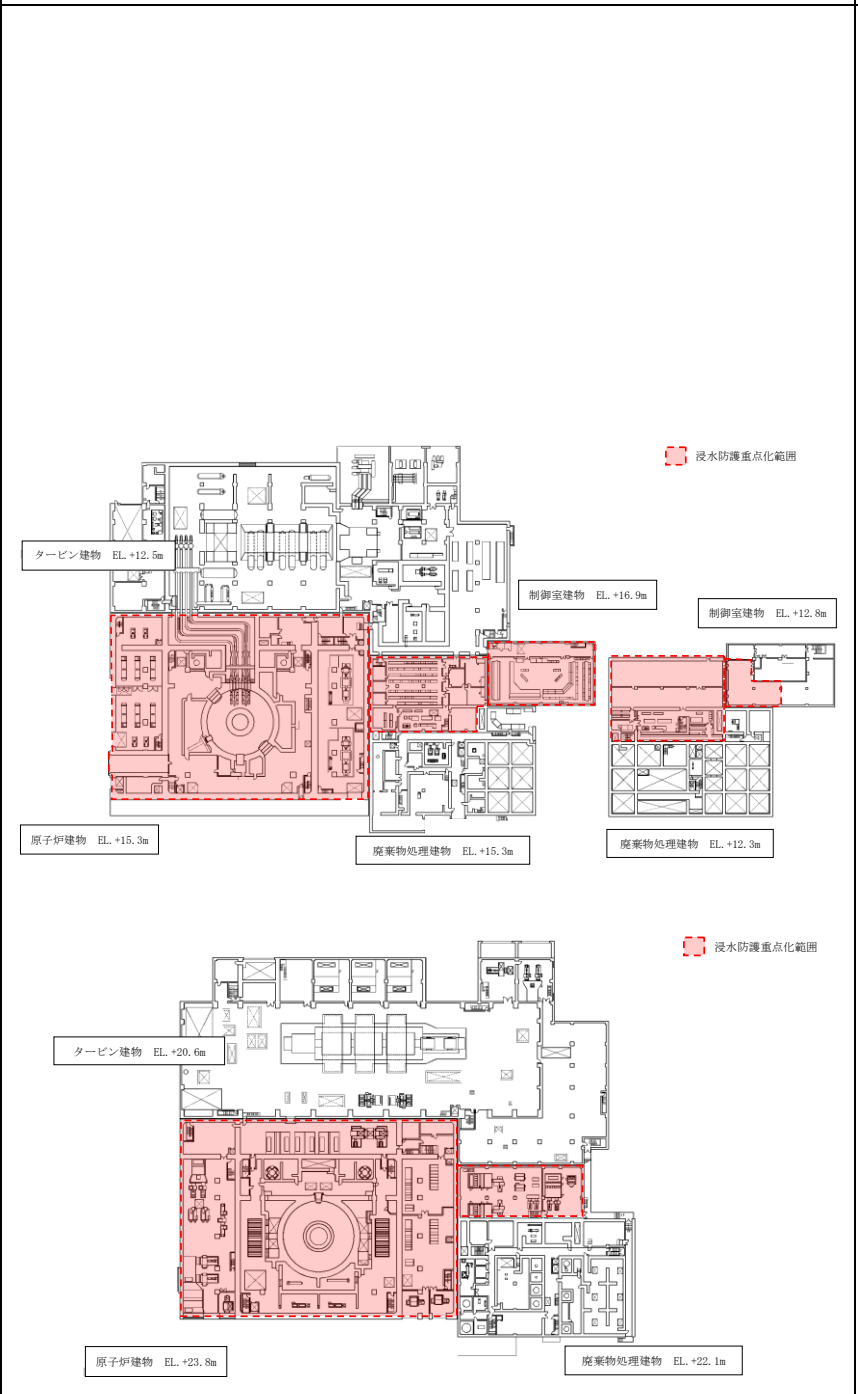 浸水防護重点化範囲
タービン建物 EL.+12.5m
制御室建物 EL.+16.9m
制御室建物 EL.+12.8m
原子炉建物 EL.+15.3m
廃棄物処理建物 EL.+15.3m
廃棄物処理建物 EL.+12.3m
浸水防護重点化範囲
タービン建物 EL.+20.6m
原子炉建物 EL.+23.8m
廃棄物処理建物 EL.+22.1m